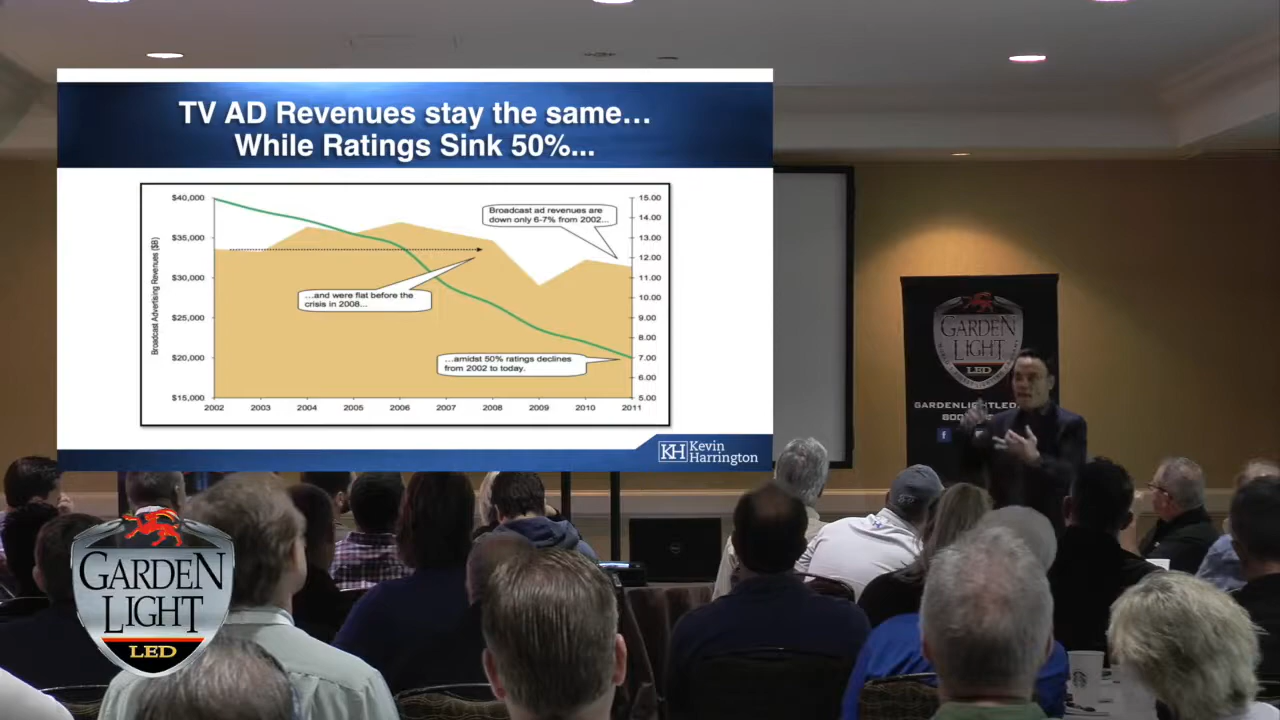 TV AD Revenues stay the same…
While Ratings Sink 50%...
$40,000
$35,000
$30,000
$25,000
$20,000
$15,000
Broadcast Advertising Revenues ($B)
15.00
14.00
13.00
12.00
11.00
10.00
9.00
8.00
7.00
6.00
5.00
Broadcast ad revenues are
down only 6-7% from 2002...
...and were flat before the
crisis in 2008...
...amidst 50% ratings declines
from 2002 to today.
2002 2003 2004 2005 2006 2007 2008 2009 2010 2011
KH Kevin
Harrington
GARDEN
LIGHT
LED
GARDENLIGHTLED.
GARDEN
LIGHT
LED